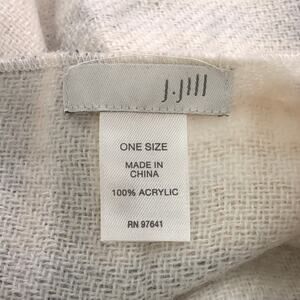 J.Jill
ONE SIZE
MADE IN
CHINA
100% ACRYLIC
RN 97641